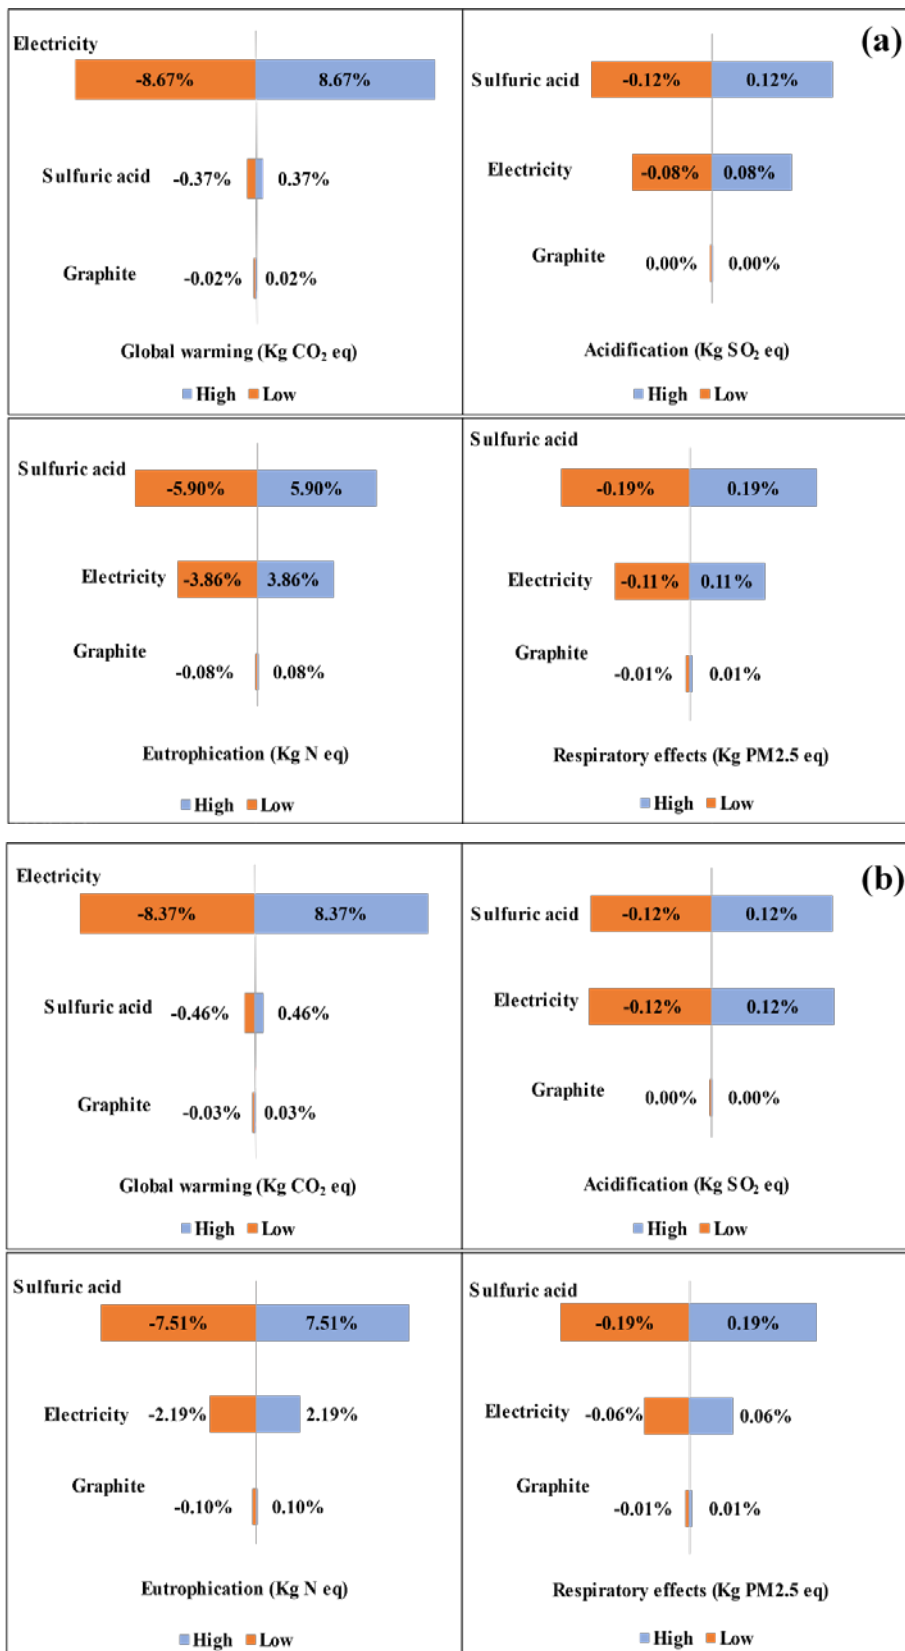 (a)
Electricity
-8.67% 8.67%
Sulfuric acid -0.37% 0.37%
Graphite -0.02% 0.02%
Global warming (Kg CO₂ eq)
High Low
Sulfuric acid -0.12% 0.12%
Electricity -0.08% 0.08%
Graphite 0.00% 0.00%
Acidification (Kg SO₂ eq)
High Low
Sulfuric acid
-5.90% 5.90%
Electricity -3.86% 3.86%
Graphite -0.08% 0.08%
Eutrophication (Kg N eq)
High Low
Sulfuric acid
-0.19% 0.19%
Electricity -0.11% 0.11%
Graphite -0.01% 0.01%
Respiratory effects (Kg PM2.5 eq)
High Low
(b)
Electricity
-8.37% 8.37%
Sulfuric acid -0.46% 0.46%
Graphite -0.03% 0.03%
Global warming (Kg CO₂ eq)
High Low
Sulfuric acid -0.12% 0.12%
Electricity -0.12% 0.12%
Graphite 0.00% 0.00%
Acidification (Kg SO₂ eq)
High Low
Sulfuric acid
-7.51% 7.51%
Electricity -2.19% 2.19%
Graphite -0.10% 0.10%
Eutrophication (Kg N eq)
High Low
Sulfuric acid
-0.19% 0.19%
Electricity -0.06% 0.06%
Graphite -0.01% 0.01%
Respiratory effects (Kg PM2.5 eq)
High Low